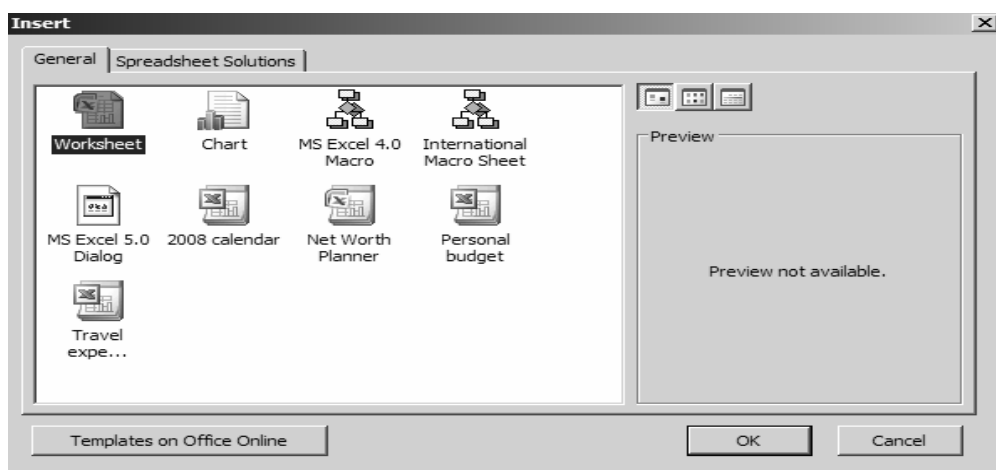 Insert
General
Spreadsheet Solutions
Worksheet
Chart
MS Excel 4.0
Macro
International
Macro Sheet
MS Excel 5.0
Dialog
2008 calendar
Net Worth
Planner
Personal
budget
Travel
expe...
Preview
Preview not available.
Templates on Office Online
OK
Cancel